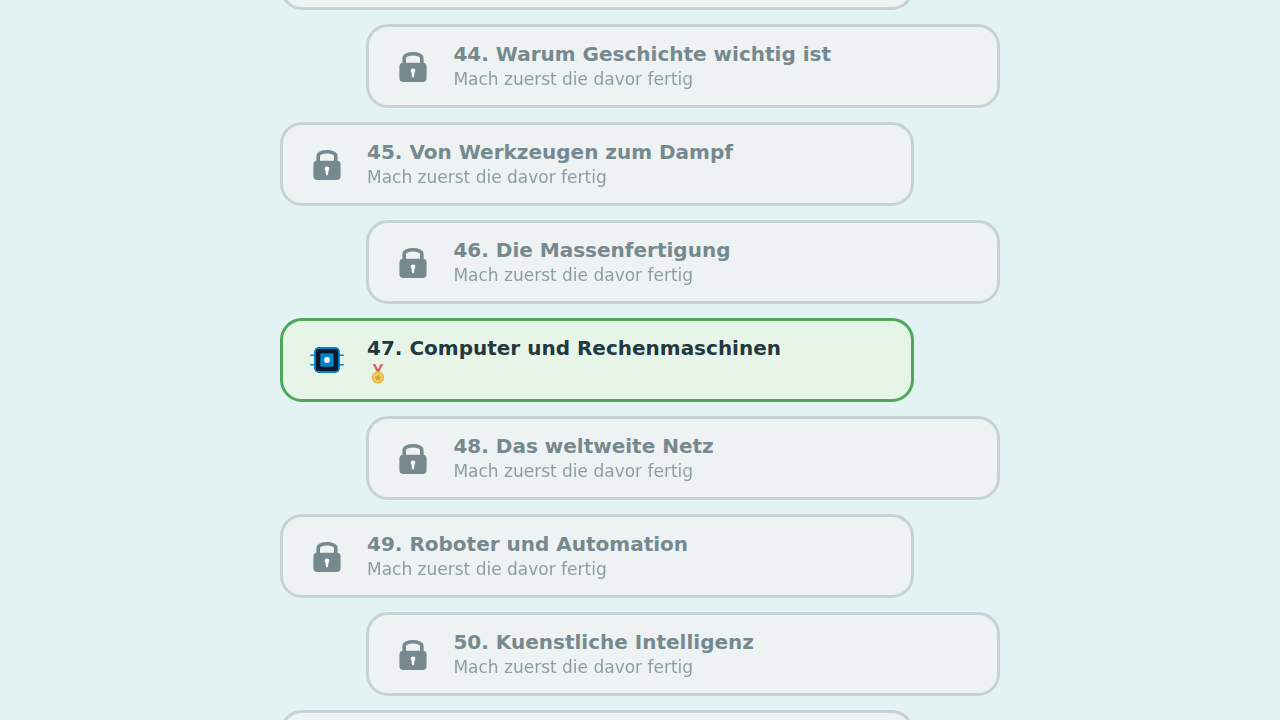 44. Warum Geschichte wichtig ist
Mach zuerst die davor fertig
45. Von Werkzeugen zum Dampf
Mach zuerst die davor fertig
46. Die Massenfertigung
Mach zuerst die davor fertig
47. Computer und Rechenmaschinen
48. Das weltweite Netz
Mach zuerst die davor fertig
49. Roboter und Automation
Mach zuerst die davor fertig
50. Kuenstliche Intelligenz
Mach zuerst die davor fertig